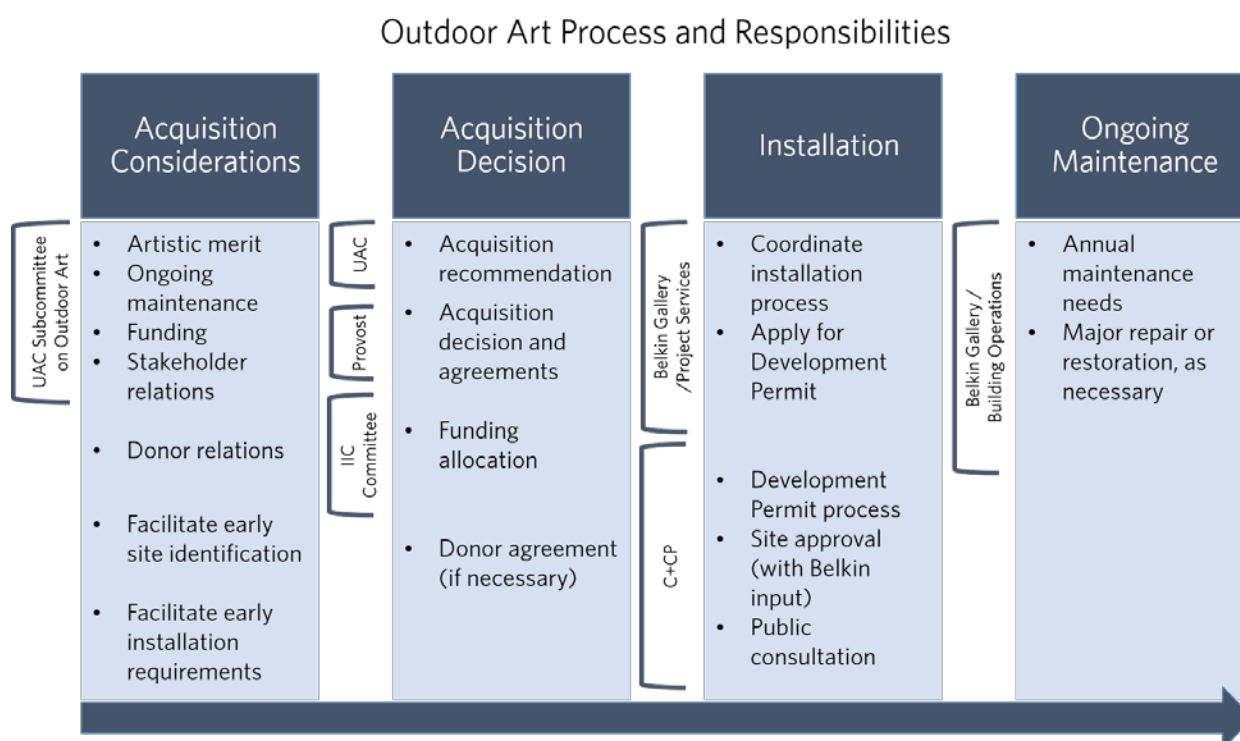 Outdoor Art Process and Responsibilities
Acquisition
Considerations
UAC Subcommittee
on Outdoor Art
• Artistic merit
• Ongoing
maintenance
• Funding
• Stakeholder
relations
• Donor relations
• Facilitate early
site identification
• Facilitate early
installation
requirements
Acquisition
Decision
UAC
Provost
IIC
Committee
• Acquisition
recommendation
• Acquisition
decision and
agreements
• Funding
allocation
• Donor agreement
(if necessary)
Installation
Belkin Gallery
/Project Services
C+CP
• Coordinate
installation
process
• Apply for
Development
Permit
• Development
Permit process
• Site approval
(with Belkin
input)
• Public
consultation
Ongoing
Maintenance
Belkin Gallery /
Building Operations
• Annual
maintenance
needs
• Major repair or
restoration, as
necessary